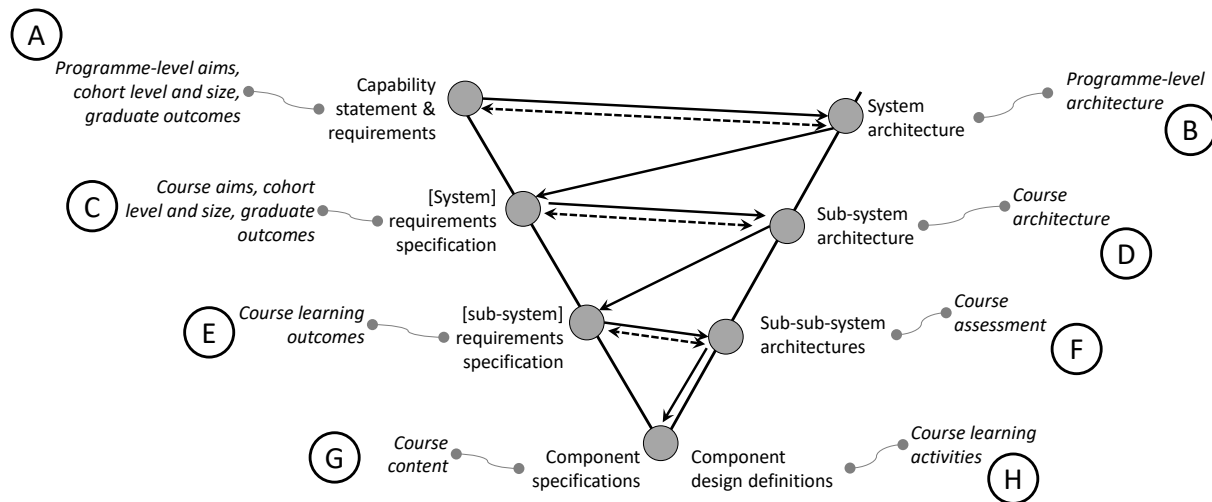 A
Programme-level aims,
cohort level and size,
graduate outcomes
Capability
statement &
requirements
System
architecture
Programme-level
architecture
B
C
Course aims, cohort
level and size, graduate
outcomes
[System]
requirements
specification
Sub-system
architecture
Course
architecture
D
E
Course learning
outcomes
[sub-system]
requirements
specification
Sub-sub-system
architectures
Course
assessment
F
G
Course
content
Component
specifications
Component
design definitions
Course learning
activities
H